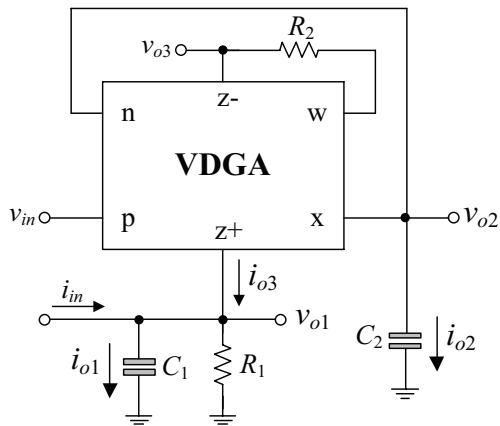 R₂
vₒ₃
z-
n
w
VDGA
vᵢₙ
p
x
vₒ₂
z+
iₒ₃
iᵢₙ
vₒ₁
iₒ₁
C₁
R₁
C₂
iₒ₂